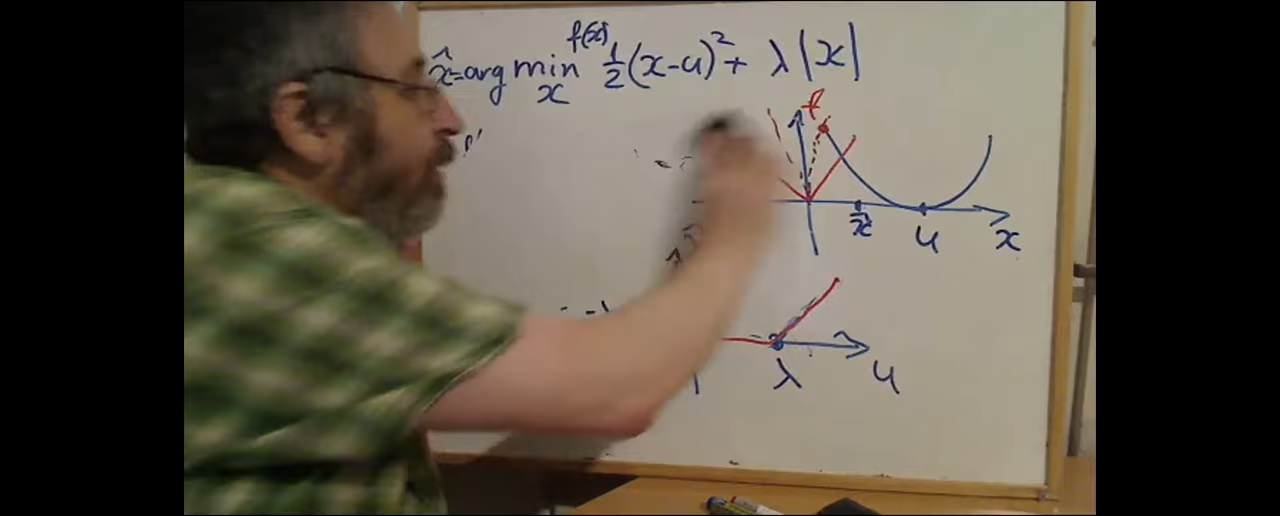 f(x)
x̂=arg min ½(x-u)²+ λ|x|
x
f
x̂
u
x
-λ
λ
u